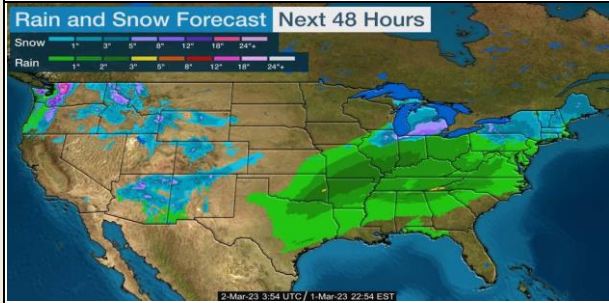 Rain and Snow Forecast Next 48 Hours
Snow
1" 3" 5" 8" 12" 18" 24"+
Rain
1" 2" 3" 5" 8" 12" 18" 24"+
2-Mar-23 3:54 UTC / 1-Mar-23 22:54 EST